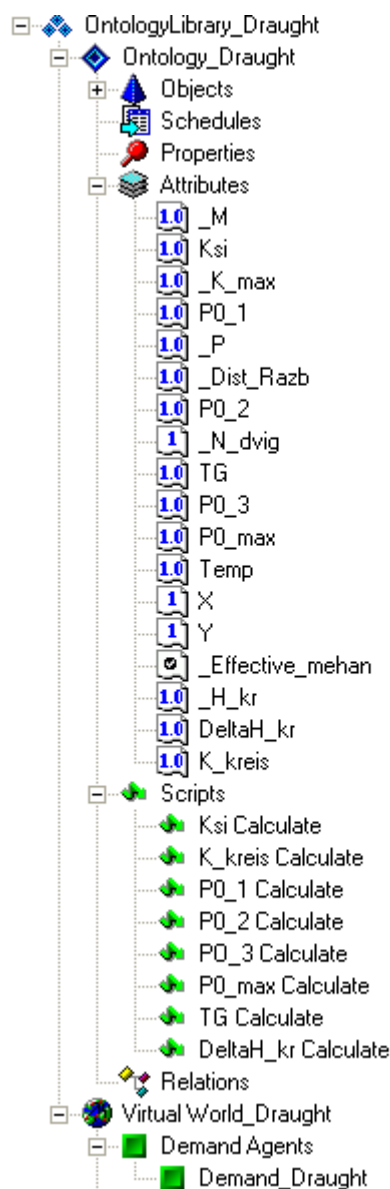 OntologyLibrary_Draught
Ontology_Draught
Objects
Schedules
Properties
Attributes
1.0 _M
1.0 Ksi
1.0 _K_max
1.0 P0_1
1.0 _P
1.0 _Dist_Razb
1.0 P0_2
1 _N_dvig
1.0 TG
1.0 P0_3
1.0 P0_max
1.0 Temp
1 X
1 Y
_Effective_mehan
1.0 _H_kr
1.0 DeltaH_kr
1.0 K_kreis
Scripts
Ksi Calculate
K_kreis Calculate
P0_1 Calculate
P0_2 Calculate
PO_3 Calculate
P0_max Calculate
TG Calculate
DeltaH_kr Calculate
Relations
Virtual World_Draught
Demand Agents
Demand_Draught